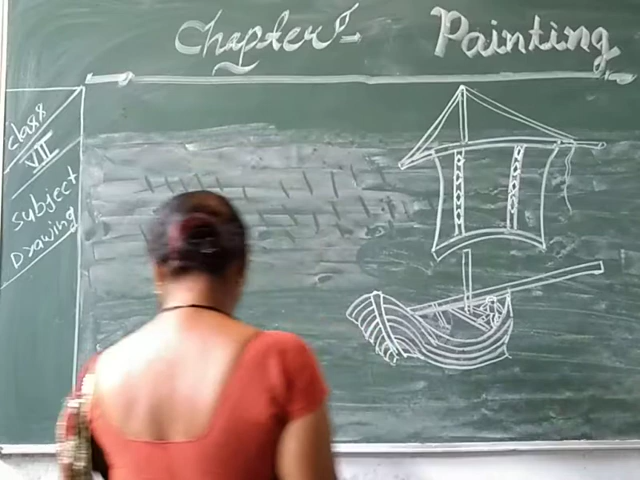 Chapter:-
Painting
Class
VII
Subject
Drawing